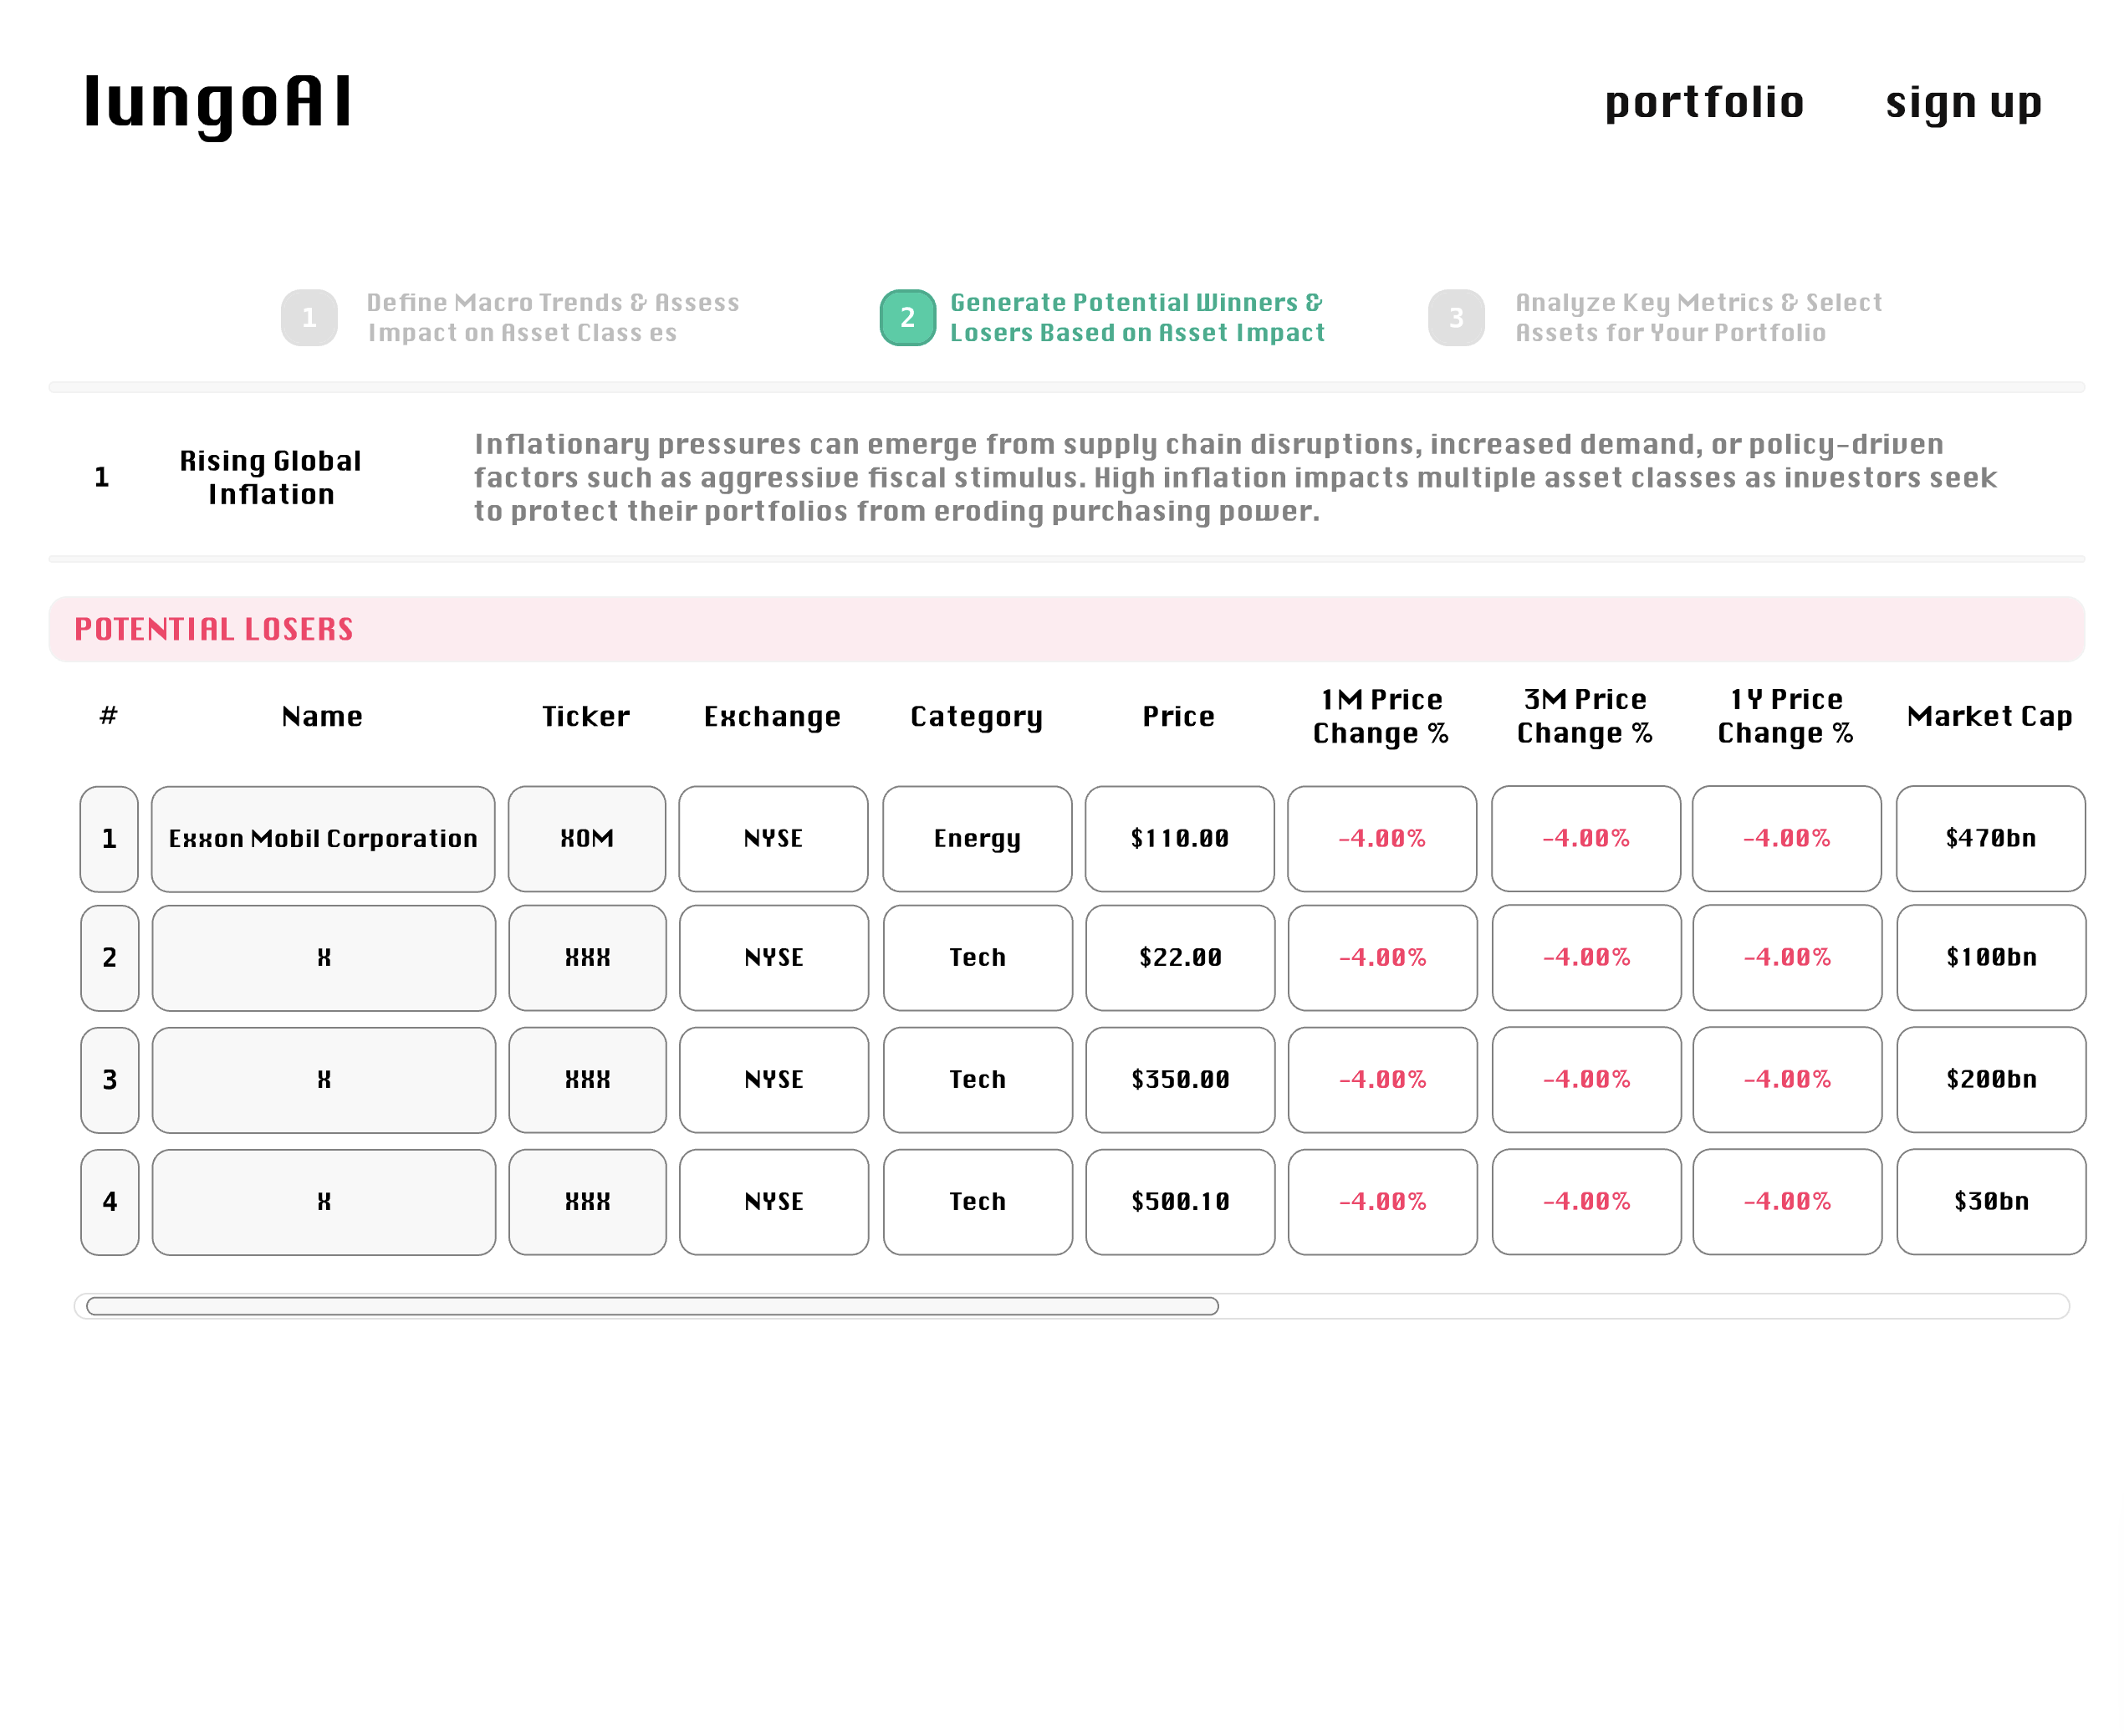 lungoAI
portfolio
sign up
1
Define Macro Trends & Assess
Impact on Asset Class es
2
Generate Potential Winners &
Losers Based on Asset Impact
3
Analyze Key Metrics & Select
Assets for Your Portfolio
1
Rising Global
Inflation
Inflationary pressures can emerge from supply chain disruptions, increased demand, or policy-driven
factors such as aggressive fiscal stimulus. High inflation impacts multiple asset classes as investors seek
to protect their portfolios from eroding purchasing power.
POTENTIAL LOSERS
# Name Ticker Exchange Category Price 1M Price Change % 3M Price Change % 1Y Price Change % Market Cap
1 Exxon Mobil Corporation XOM NYSE Energy $110.00 -4.00% -4.00% -4.00% $470bn
2 X XXX NYSE Tech $22.00 -4.00% -4.00% -4.00% $100bn
3 X XXX NYSE Tech $350.00 -4.00% -4.00% -4.00% $200bn
4 X XXX NYSE Tech $500.10 -4.00% -4.00% -4.00% $30bn